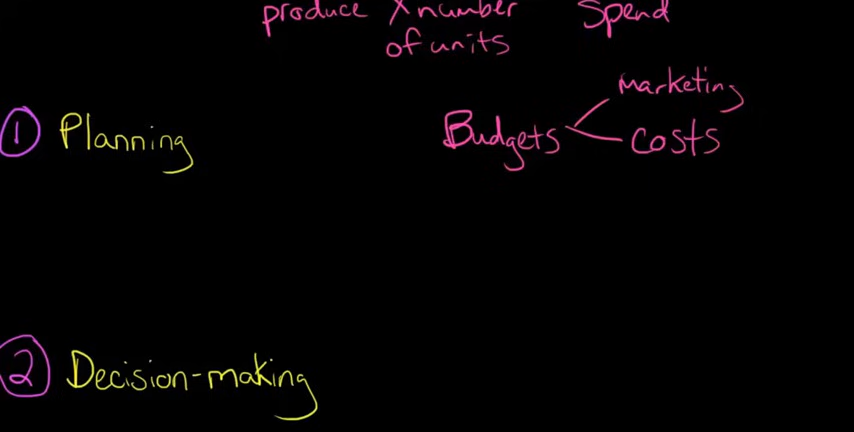 produce X number Spend
of units
marketing
① Planning Budgets costs
② Decision-making